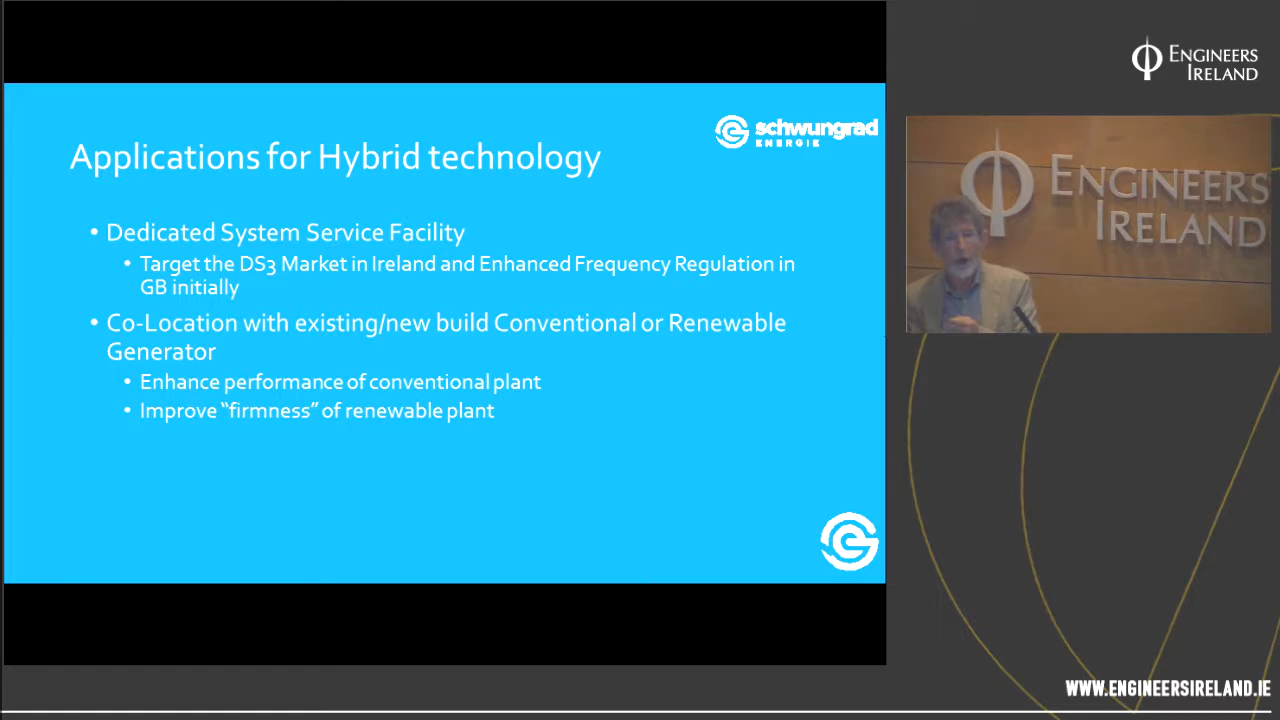 schwungrad
ENERGIE
Applications for Hybrid technology
• Dedicated System Service Facility
• Target the DS3 Market in Ireland and Enhanced Frequency Regulation in
GB initially
• Co-Location with existing/new build Conventional or Renewable
Generator
• Enhance performance of conventional plant
• Improve “firmness” of renewable plant
ENGINEERS
IRELAND
ENGINEERS
IRELAND
WWW.ENGINEERSIRELAND.IE